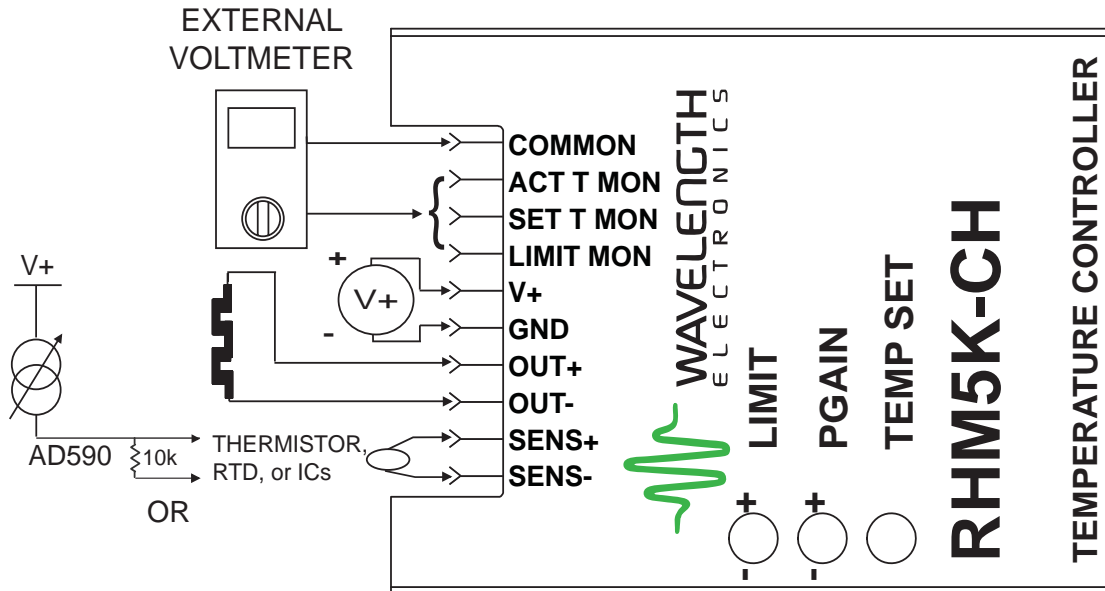 EXTERNAL
VOLTMETER
COMMON
ACT T MON
SET T MON
LIMIT MON
V+
GND
OUT+
OUT-
SENS+
SENS-
+
V+
-
V+
AD590
10k
THERMISTOR,
RTD, or ICs
OR
WAVELENGTH
ELECTRONICS
LIMIT
PGAIN
TEMP SET
+
-
+
-
RHM5K-CH
TEMPERATURE CONTROLLER